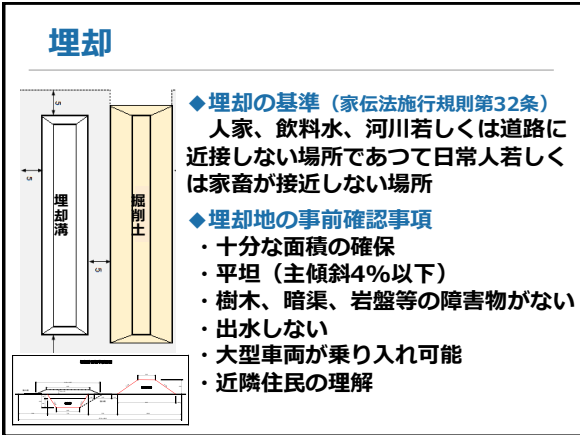 埋却
◆埋却の基準（家伝法施行規則第32条）
人家、飲料水、河川若しくは道路に
近接しない場所であつて日常人若しく
は家畜が接近しない場所
◆埋却地の事前確認事項
・十分な面積の確保
・平坦（主傾斜4%以下）
・樹木、暗渠、岩盤等の障害物がない
・出水しない
・大型車両が乗り入れ可能
・近隣住民の理解
5
5
5
埋却溝
掘削土